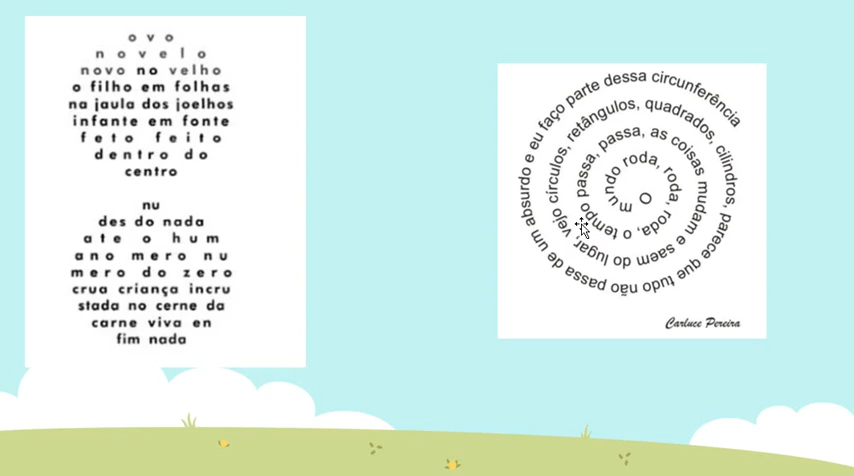 ovo
novelo
novo no velho
o filho em folhas
na jaula dos joelhos
infante em fonte
feto feito
dentro do
centro
nu
des do nada
ate o hum
ano mero nu
mero do zero
crua criança incru
stada no cerne da
carne viva en
fim nada
O mundo roda, roda, roda, o tempo passa, passa, as coisas mudam e saem do lugar, vejo círculos, retângulos, quadrados, cilindros, parece que tudo não passa de um absurdo e eu faço parte dessa circunferência
Carluce Pereira